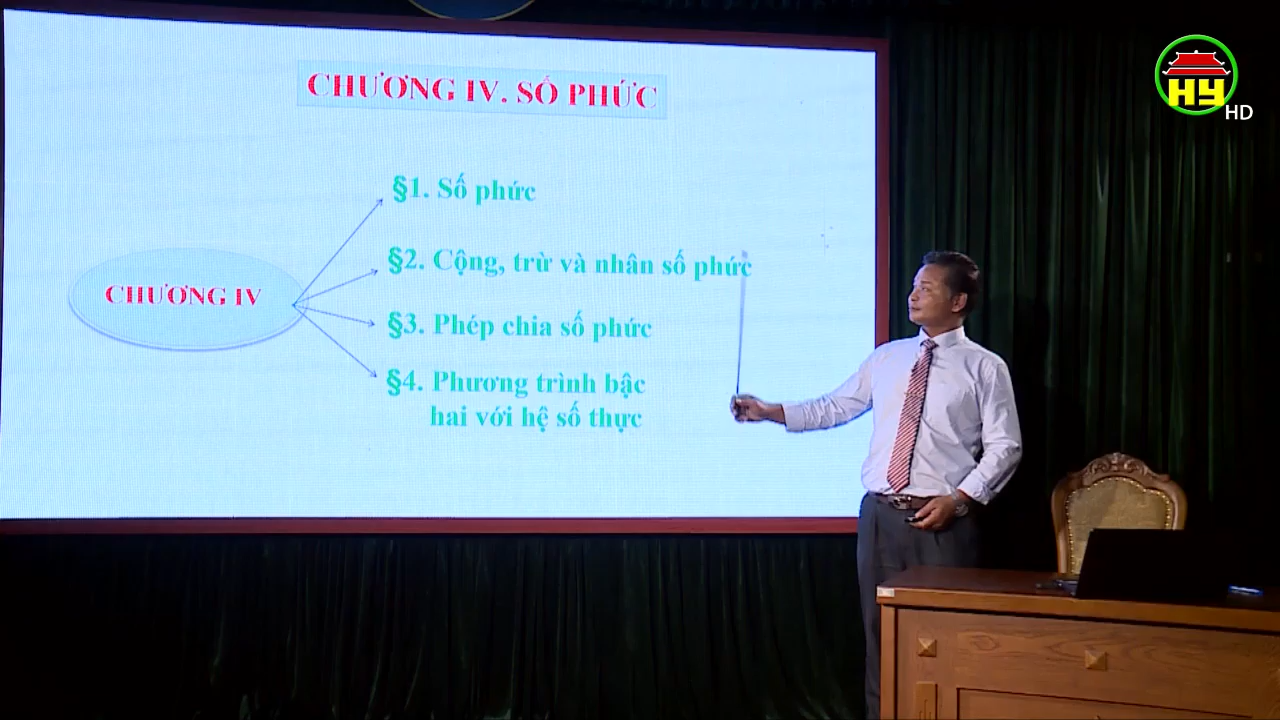 CHƯƠNG IV. SỐ PHỨC
§1. Số phức
§2. Cộng, trừ và nhân số phức
CHƯƠNG IV
§3. Phép chia số phức
§4. Phương trình bậc
hai với hệ số thực
HY
HD